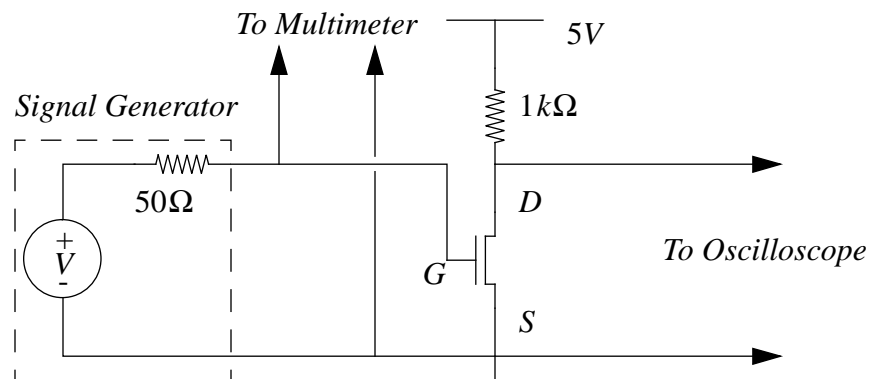 To Multimeter
5V
Signal Generator
1kΩ
50Ω
D
+
V
-
G
To Oscilloscope
S